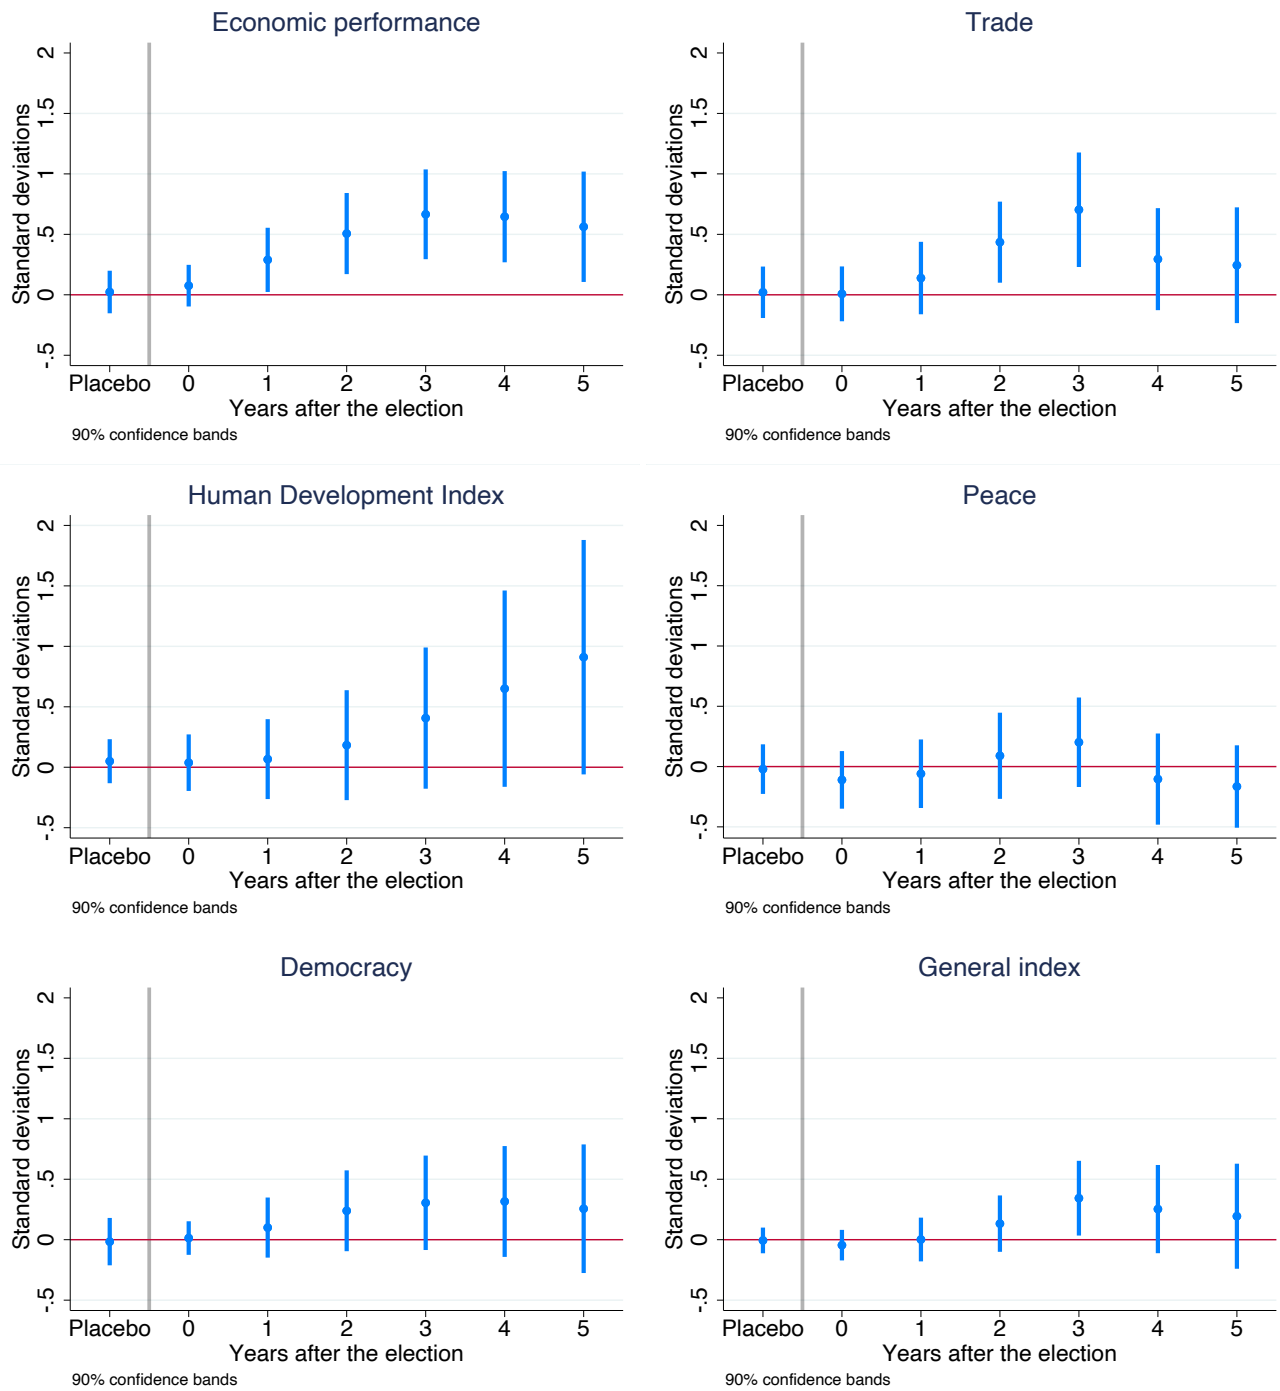 Economic performance
Standard deviations
2
1.5
1
.5
0
-.5
Placebo 0 1 2 3 4 5
Years after the election
90% confidence bands
Trade
Standard deviations
2
1.5
1
.5
0
-.5
Placebo 0 1 2 3 4 5
Years after the election
90% confidence bands
Human Development Index
Standard deviations
2
1.5
1
.5
0
-.5
Placebo 0 1 2 3 4 5
Years after the election
90% confidence bands
Peace
Standard deviations
2
1.5
1
.5
0
-.5
Placebo 0 1 2 3 4 5
Years after the election
90% confidence bands
Democracy
Standard deviations
2
1.5
1
.5
0
-.5
Placebo 0 1 2 3 4 5
Years after the election
90% confidence bands
General index
Standard deviations
2
1.5
1
.5
0
-.5
Placebo 0 1 2 3 4 5
Years after the election
90% confidence bands